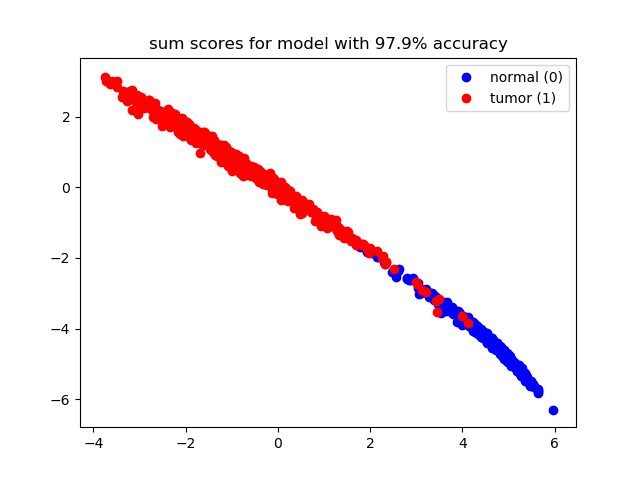 sum scores for model with 97.9% accuracy
normal (0)
tumor (1)
2
0
−2
−4
−6
−4 −2 0 2 4 6